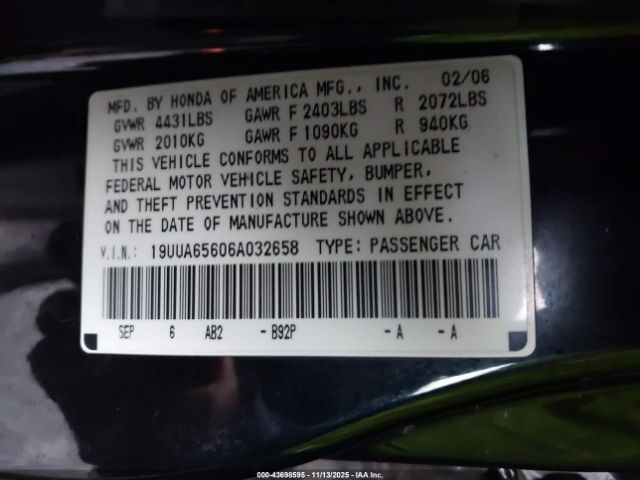 MFD. BY HONDA OF AMERICA MFG., INC. 02/06
GVWR 4431LBS GAWR F 2403LBS R 2072LBS
GVWR 2010KG GAWR F 1090KG R 940KG
THIS VEHICLE CONFORMS TO ALL APPLICABLE
FEDERAL MOTOR VEHICLE SAFETY, BUMPER,
AND THEFT PREVENTION STANDARDS IN EFFECT
ON THE DATE OF MANUFACTURE SHOWN ABOVE.
V.I.N.: 19UUA65606A032658 TYPE: PASSENGER CAR
SEP 6 AB2 -B92P -A -A
000-43698595 - 11/13/2025 - IAA Inc.